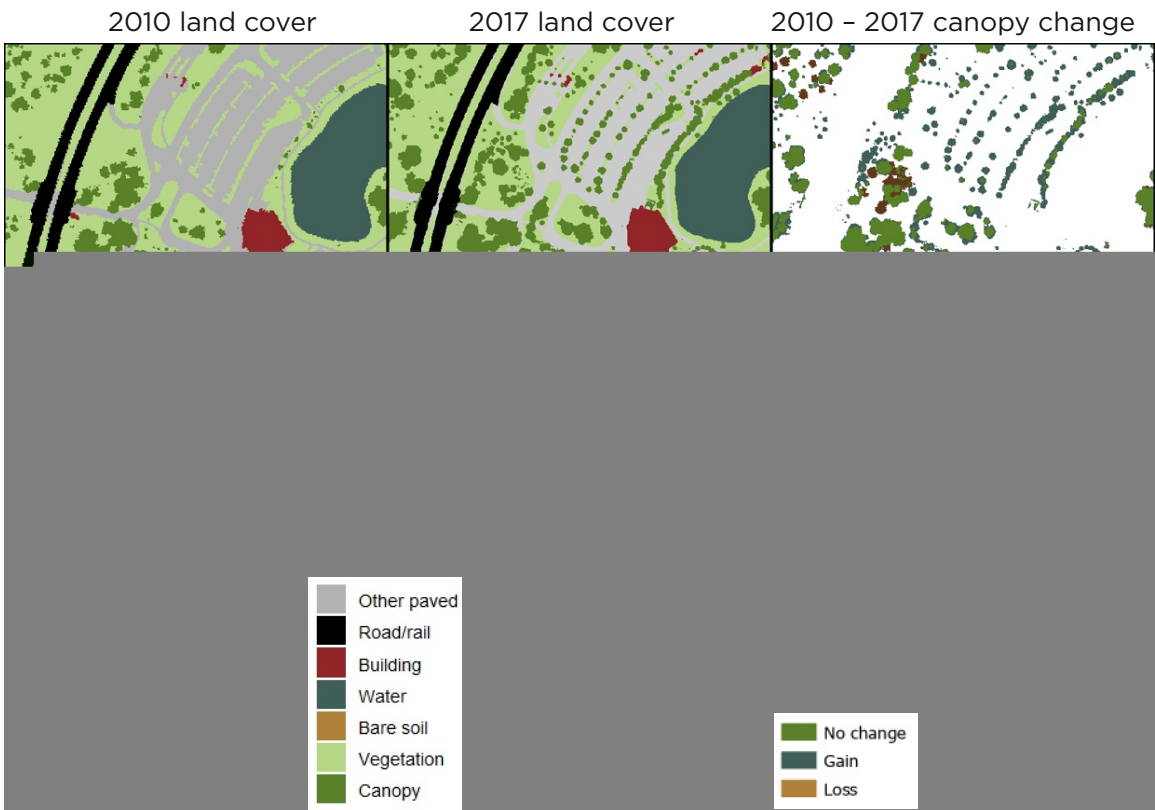 2010 land cover
2017 land cover
2010 – 2017 canopy change
Other paved
Road/rail
Building
Water
Bare soil
Vegetation
Canopy
No change
Gain
Loss